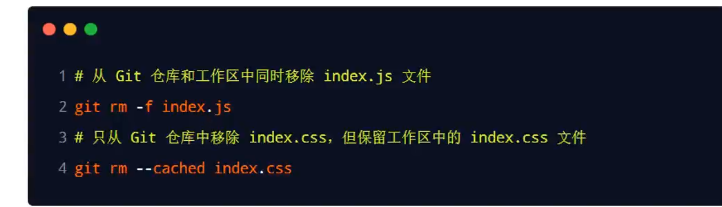 1 # 从 Git 仓库和工作区中同时移除 index.js 文件
2 git rm -f index.js
3 # 只从 Git 仓库中移除 index.css，但保留工作区中的 index.css 文件
4 git rm --cached index.css